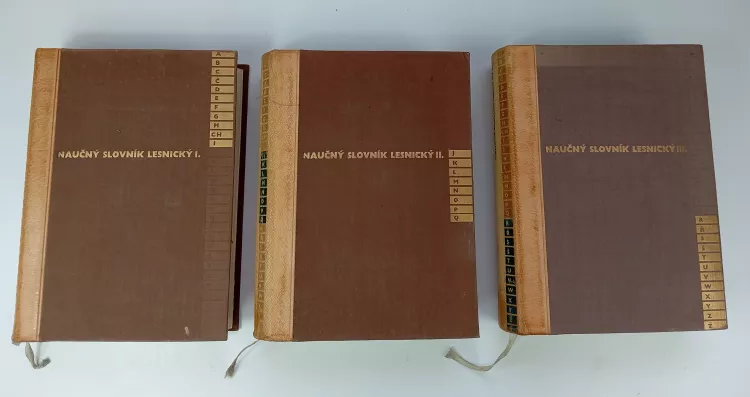 NAUČNÝ SLOVNÍK LESNICKÝ I.
A
B
C
Č
D
E
F
G
H
CH
I
NAUČNÝ SLOVNÍK LESNICKÝ II.
J
K
L
M
N
O
P
Q
NAUČNÝ SLOVNÍK LESNICKÝ III.
R
Ř
S
Š
T
U
V
W
X
Y
Z
Ž